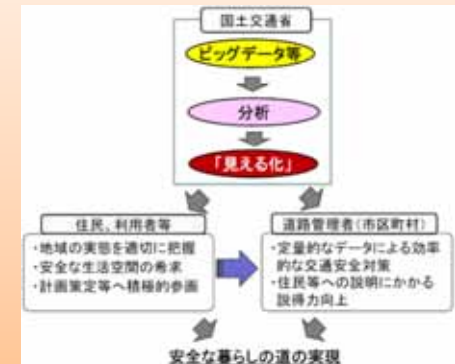 国土交通省
ビッグデータ等
分析
「見える化」
住民、利用者等
・地域の実態を適切に把握
・安全な生活空間の希求
・計画策定等へ積極的参画
道路管理者(市区町村)
・定量的なデータによる効率
的な交通安全対策
・住民等への説明にかかる
説得力向上
安全な暮らしの道の実現